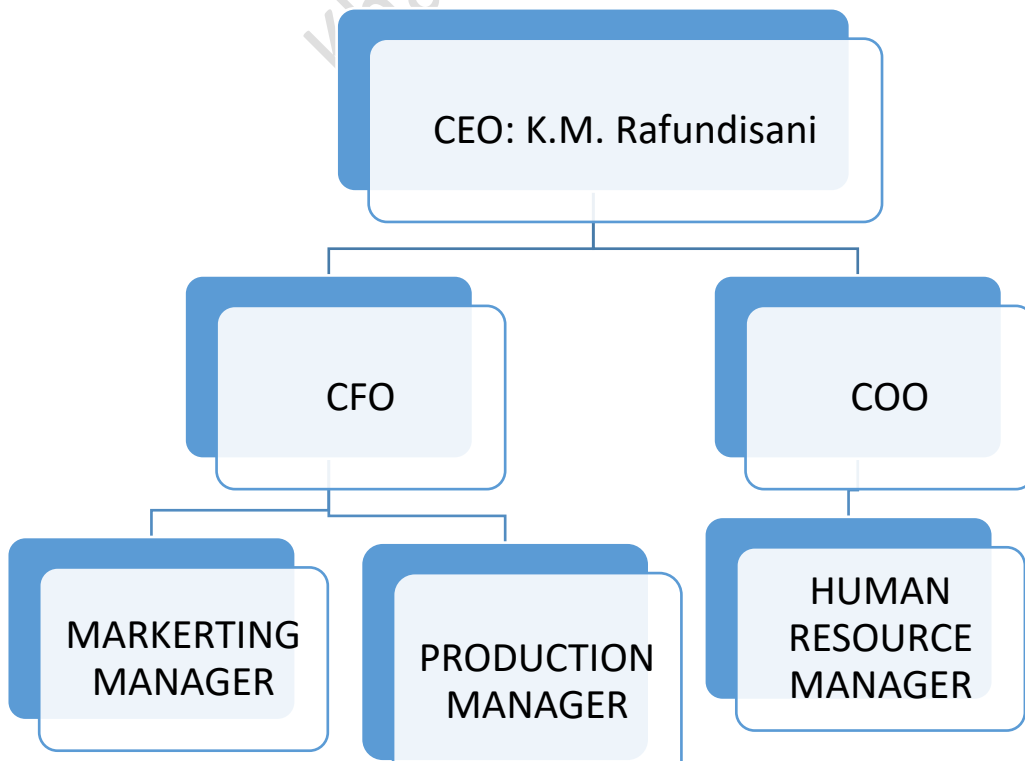 CEO: K.M. Rafundisani
CFO
COO
MARKERTING
MANAGER
PRODUCTION
MANAGER
HUMAN
RESOURCE
MANAGER